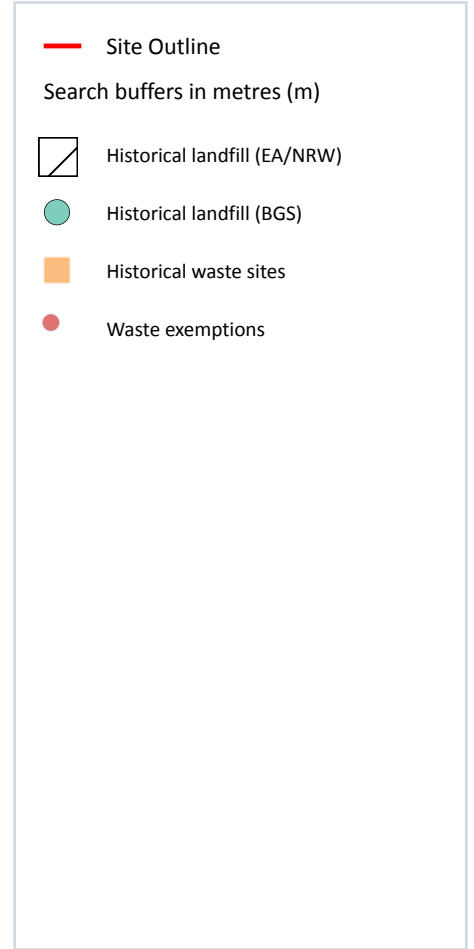 Site Outline
Search buffers in metres (m)
Historical landfill (EA/NRW)
Historical landfill (BGS)
Historical waste sites
Waste exemptions